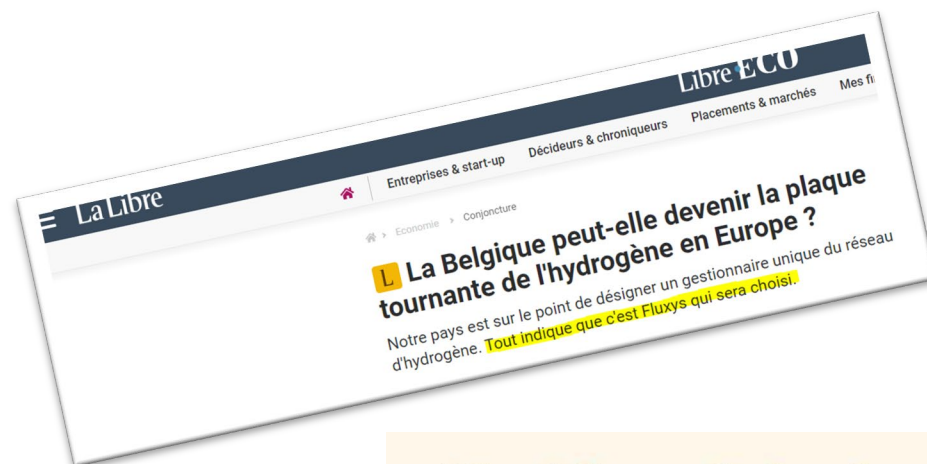 Libre ECO
La Libre
Entreprises & start-up Décideurs & chroniqueurs Placements & marchés Mes
Economie > Conjoncture
L La Belgique peut-elle devenir la plaque
tournante de l'hydrogène en Europe ?
Notre pays est sur le point de désigner un gestionnaire unique du réseau
d'hydrogène. Tout indique que c'est Fluxys qui sera choisi.